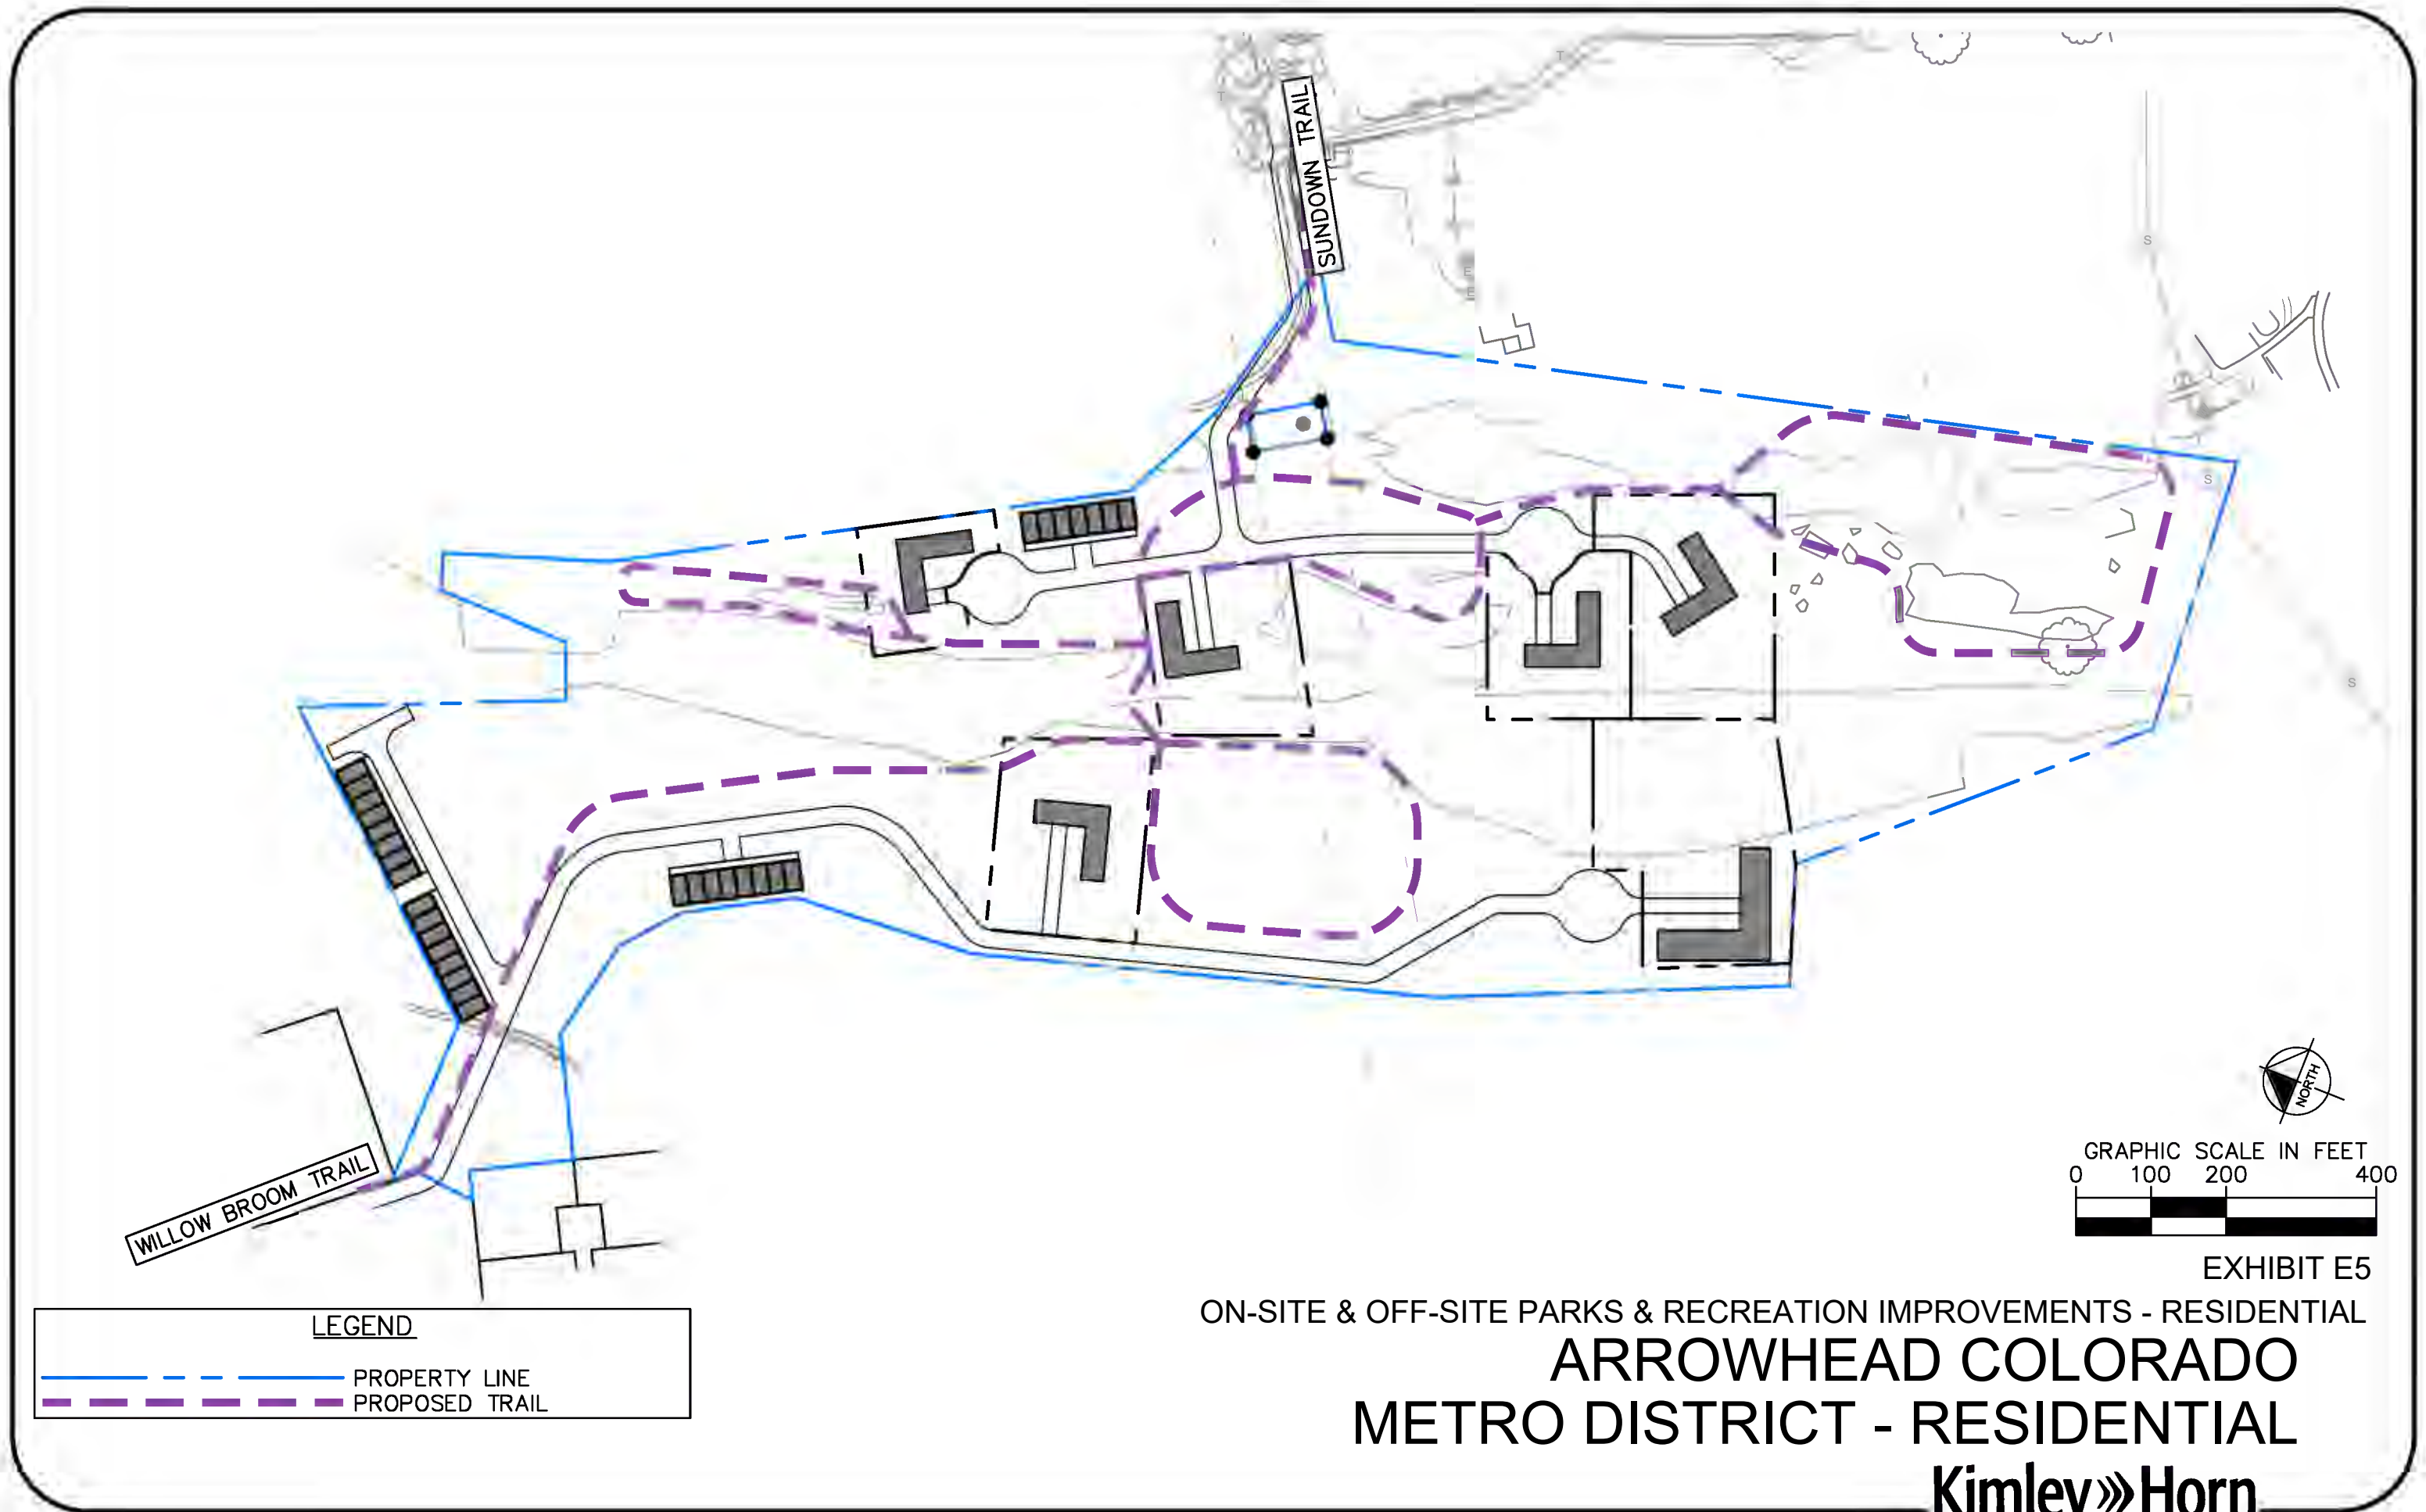 SUNDOWN TRAIL
T
T
E
E
S
S
S
WILLOW BROOM TRAIL
NORTH
GRAPHIC SCALE IN FEET
0 100 200 400
EXHIBIT E5
ON-SITE & OFF-SITE PARKS & RECREATION IMPROVEMENTS - RESIDENTIAL
ARROWHEAD COLORADO
METRO DISTRICT - RESIDENTIAL
Kimley»Horn
LEGEND
PROPERTY LINE
PROPOSED TRAIL